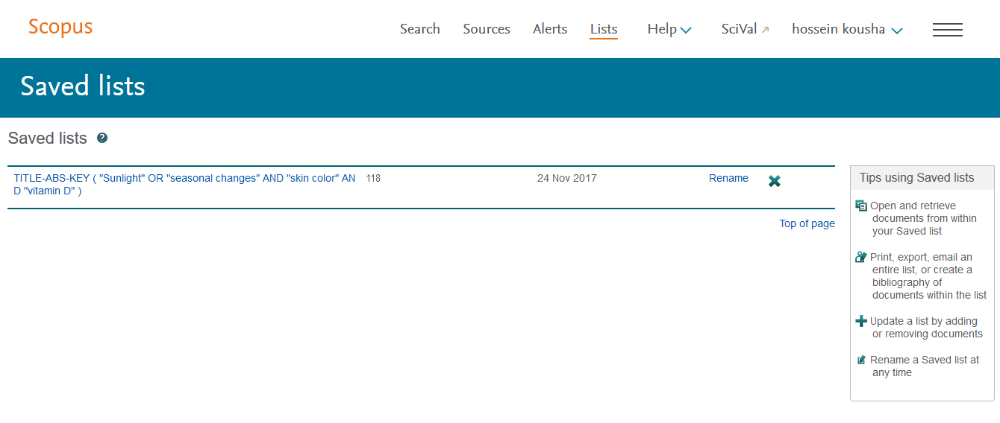 Scopus
Search Sources Alerts Lists Help SciVal hossein kousha
Saved lists
Saved lists ?
TITLE-ABS-KEY ( "Sunlight" OR "seasonal changes" AND "skin color" AN 118 24 Nov 2017 Rename
D "vitamin D" )
Top of page
Tips using Saved lists
Open and retrieve
documents from within
your Saved list
Print, export, email an
entire list, or create a
bibliography of
documents within the list
Update a list by adding
or removing documents
Rename a Saved list at
any time